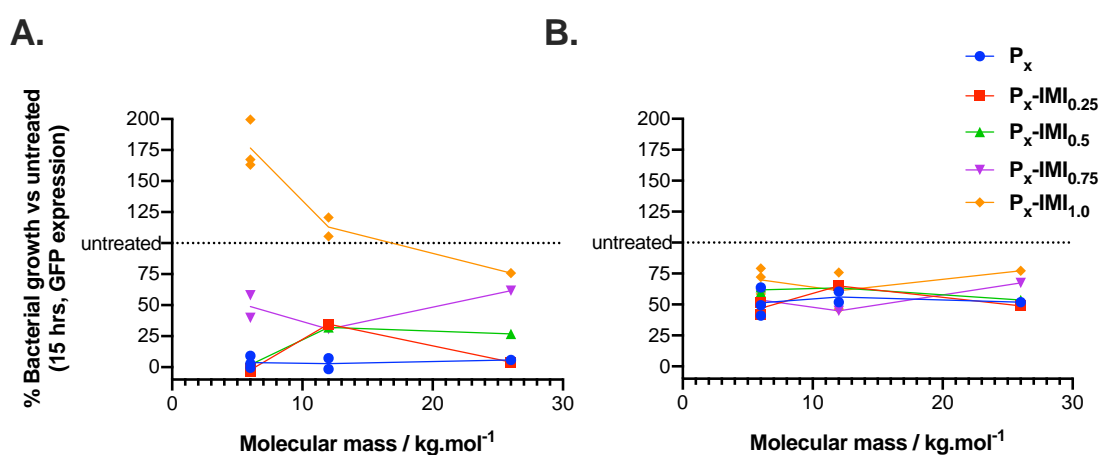 A.
B.
% Bacterial growth vs untreated
(15 hrs, GFP expression)
200
175
150
125
untreated
75
50
25
0
0
10
20
30
Molecular mass / kg.mol⁻¹
200
175
150
125
untreated
75
50
25
0
0
10
20
30
Molecular mass / kg.mol⁻¹
Pₓ
Pₓ-IMI₀.₂₅
Pₓ-IMI₀.₅
Pₓ-IMI₀.₇₅
Pₓ-IMI₁.₀